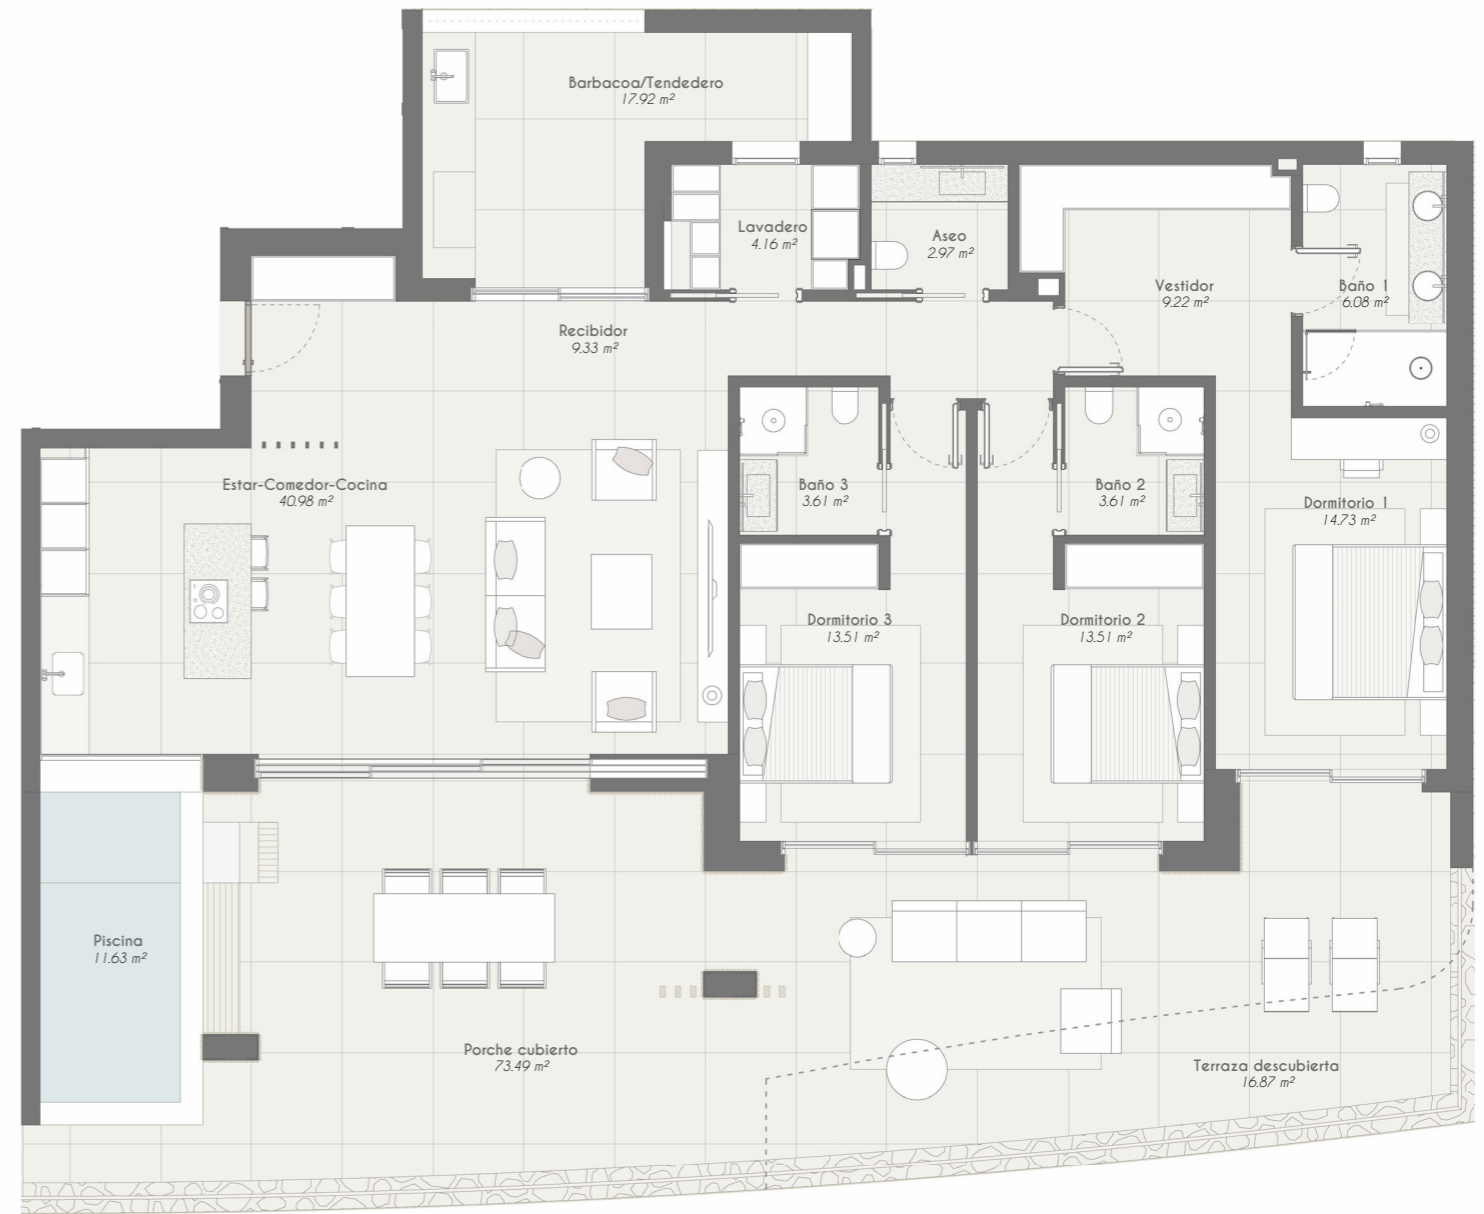 Barbacoa/Tendedero
17.92 m²
Lavadero
4.16 m²
Aseo
2.97 m²
Vestidor
9.22 m²
Baño 1
6.08 m²
Recibidor
9.33 m²
Estar-Comedor-Cocina
40.98 m²
Baño 3
3.61 m²
Baño 2
3.61 m²
Dormitorio 1
14.73 m²
Dormitorio 3
13.51 m²
Dormitorio 2
13.51 m²
Piscina
11.63 m²
Porche cubierto
73.49 m²
Terraza descubierta
16.87 m²